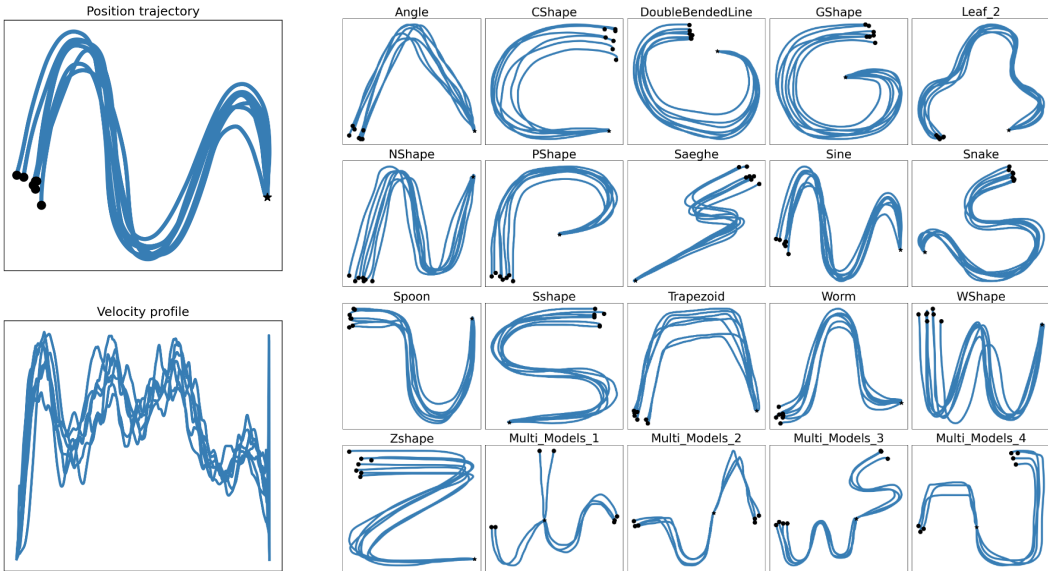 Position trajectory
Velocity profile
Angle
CShape
DoubleBendedLine
GShape
Leaf_2
NShape
PShape
Saeghe
Sine
Snake
Spoon
Sshape
Trapezoid
Worm
WShape
Zshape
Multi_Models_1
Multi_Models_2
Multi_Models_3
Multi_Models_4